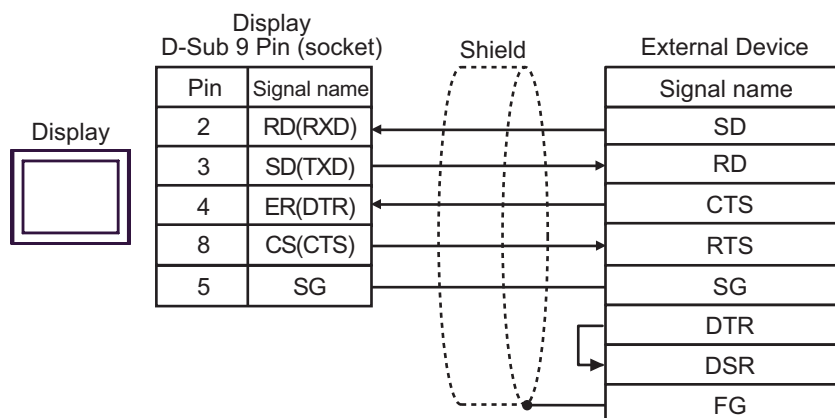 Display
D-Sub 9 Pin (socket)
Shield
External Device
Display
Pin Signal name
Signal name
2 RD(RXD) SD
3 SD(TXD) RD
4 ER(DTR) CTS
8 CS(CTS) RTS
5 SG SG
DTR
DSR
FG